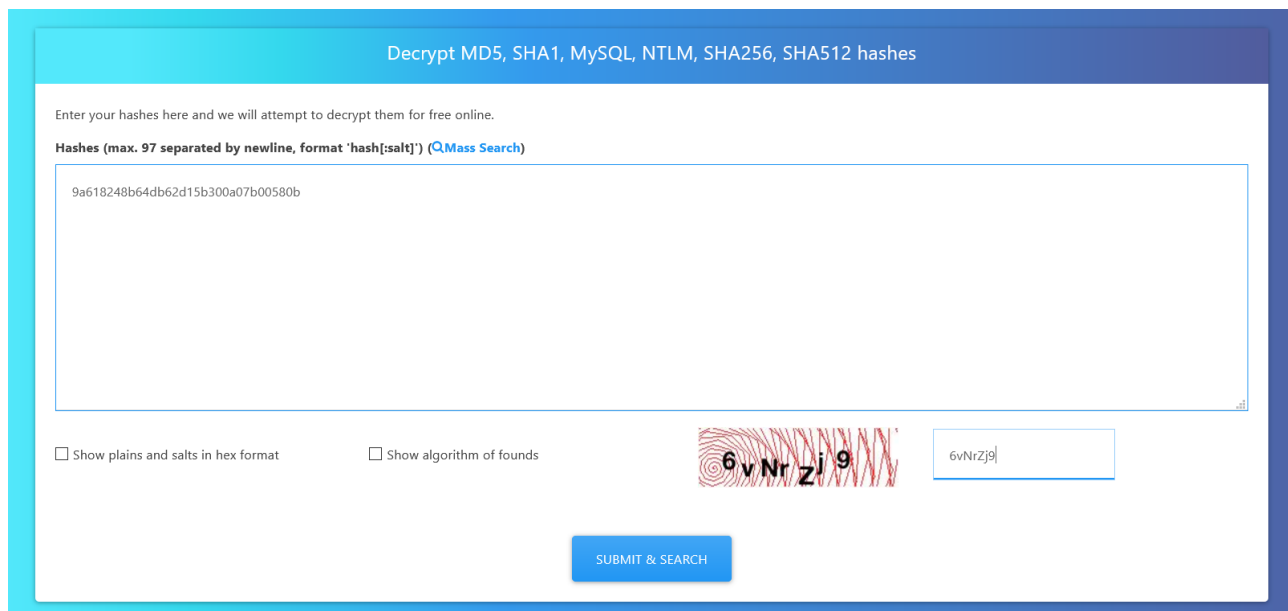 Decrypt MD5, SHA1, MySQL, NTLM, SHA256, SHA512 hashes
Enter your hashes here and we will attempt to decrypt them for free online.
Hashes (max. 97 separated by newline, format 'hash[:salt]') (Mass Search)
9a618248b64db62d15b300a07b00580b
Show plains and salts in hex format
Show algorithm of founds
6vNrZj9
6vNrZj9
SUBMIT & SEARCH